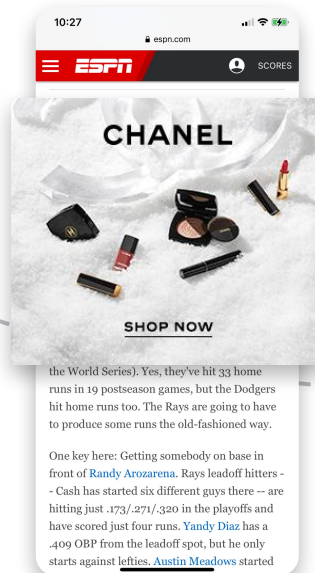 10:27
espn.com
ESPN
SCORES
CHANEL
SHOP NOW
the World Series). Yes, they've hit 33 home
runs in 19 postseason games, but the Dodgers
hit home runs too. The Rays are going to have
to produce some runs the old-fashioned way.
One key here: Getting somebody on base in
front of Randy Arozarena. Rays leadoff hitters -
- Cash has started six different guys there -- are
hitting just .173/.271/.320 in the playoffs and
have scored just four runs. Yandy Diaz has a
.409 OBP from the leadoff spot, but he only
starts against lefties. Austin Meadows started